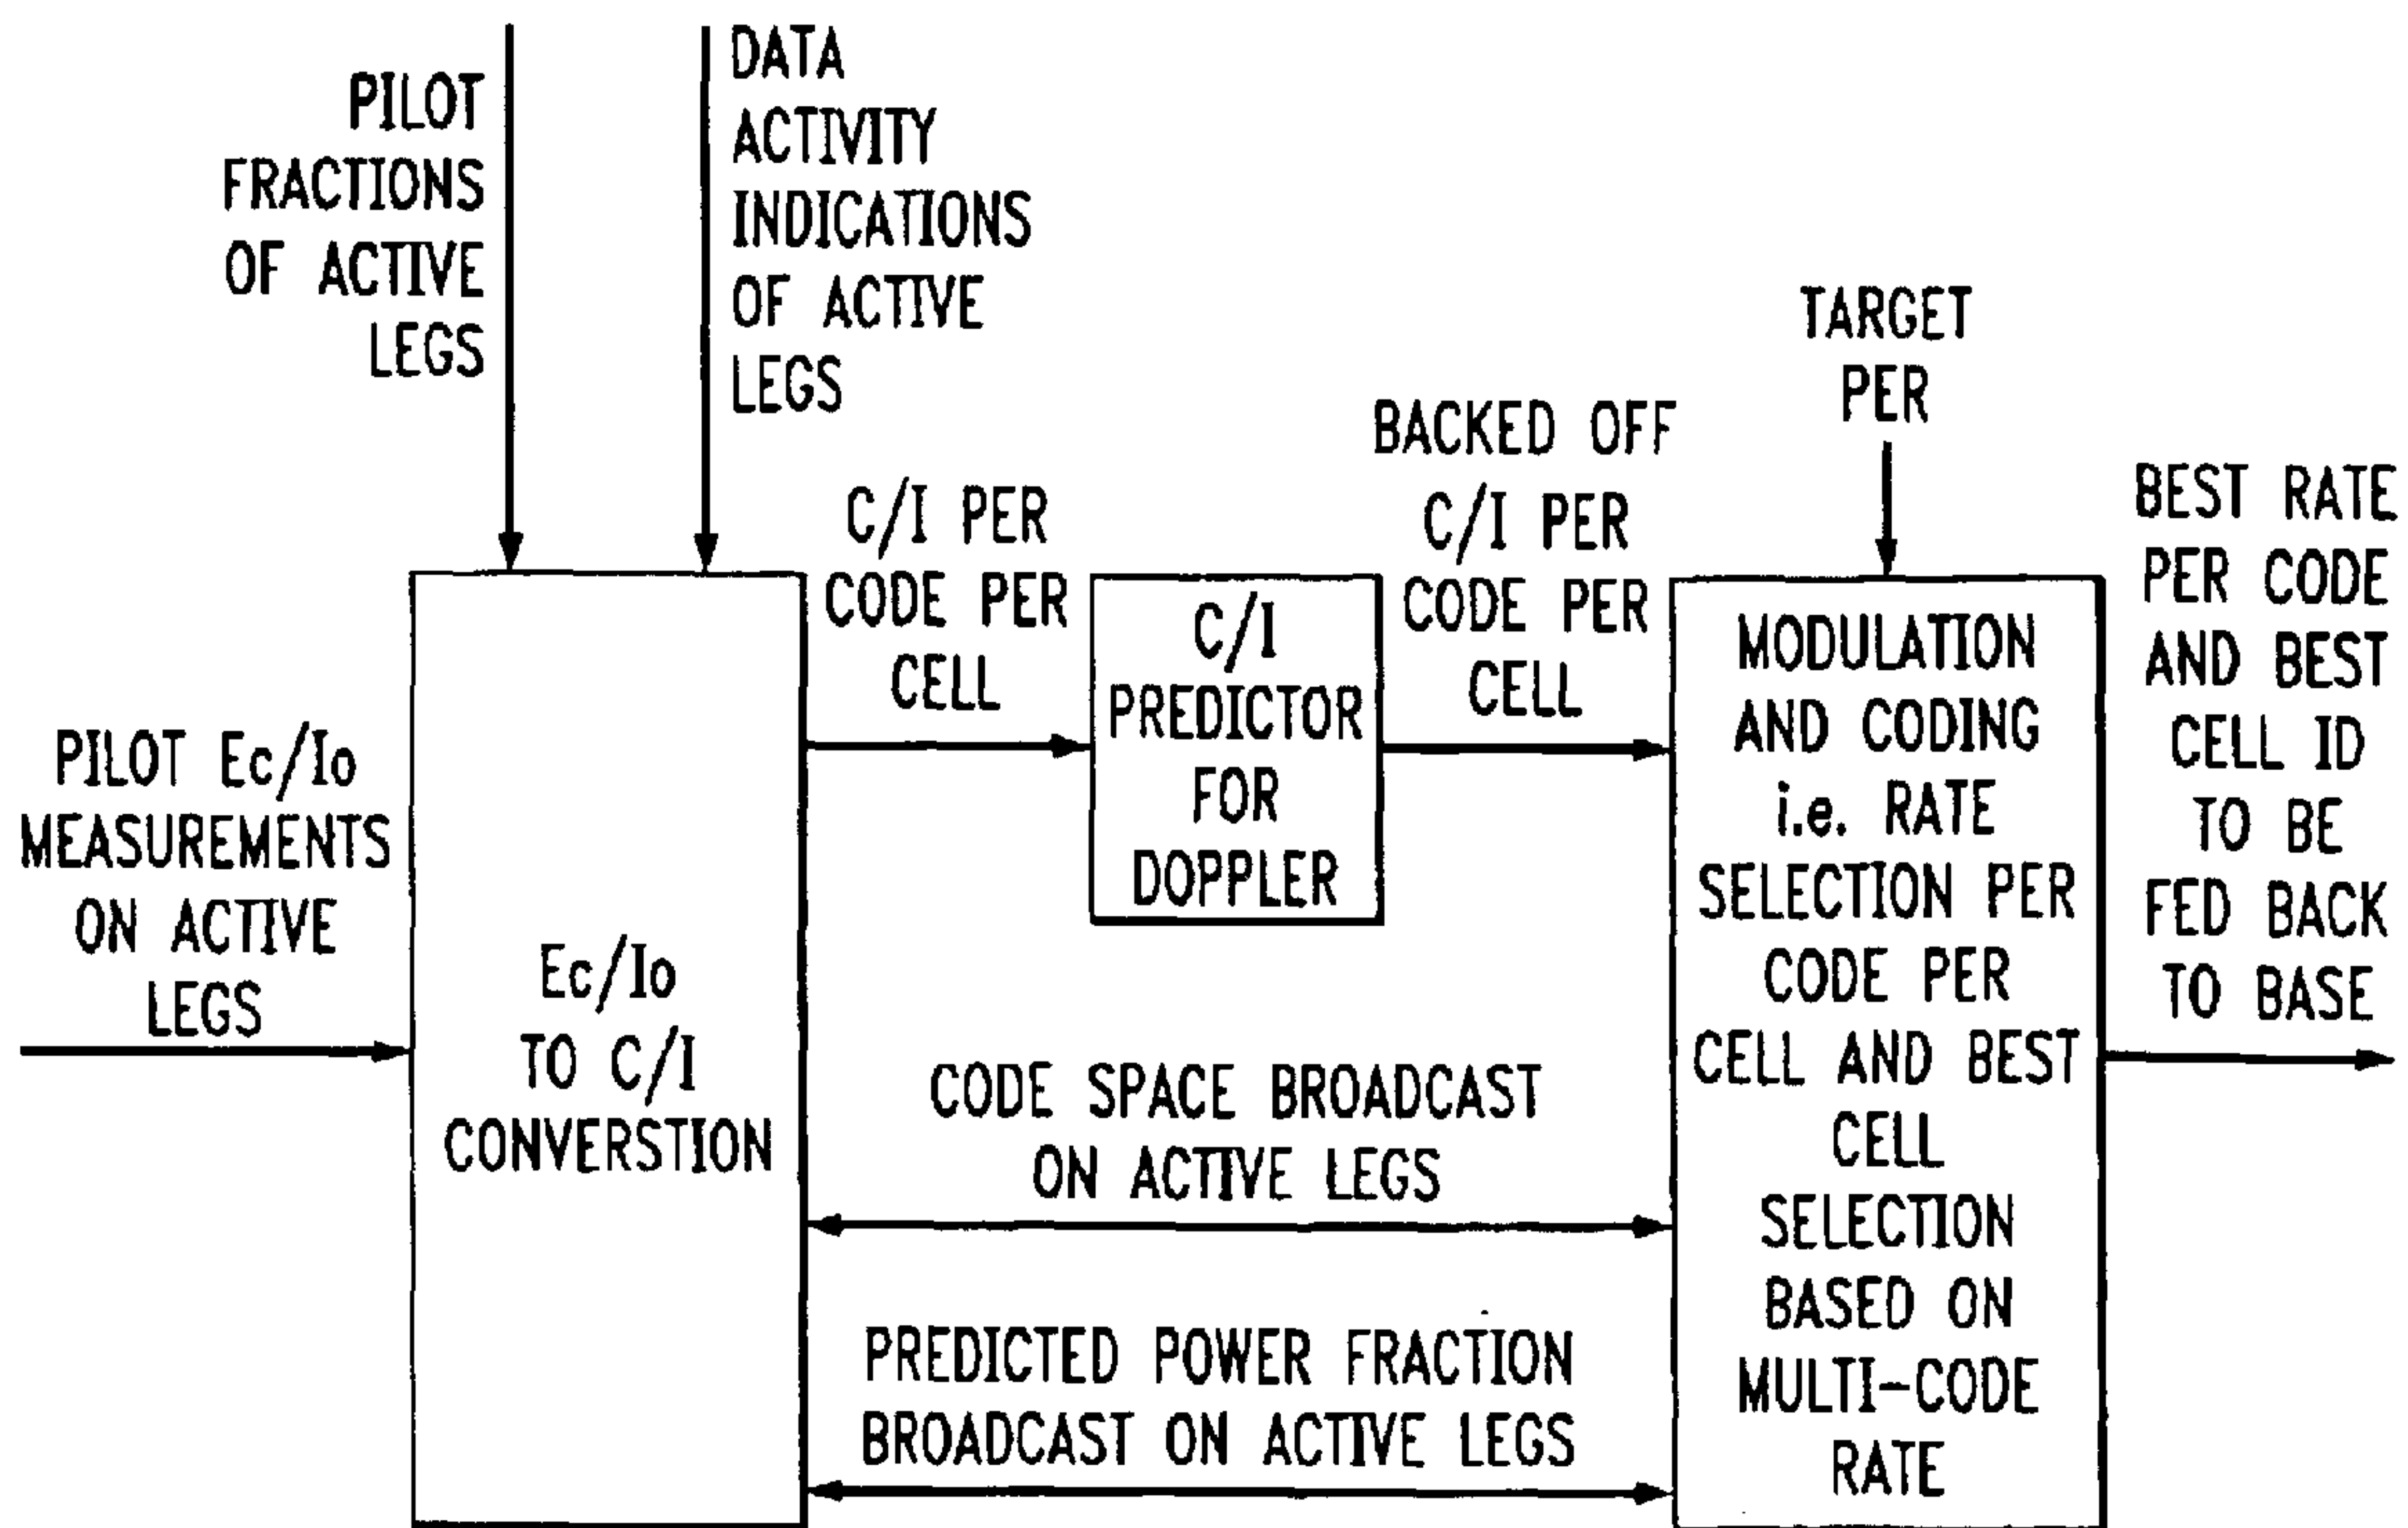 PILOT
FRACTIONS
OF ACTIVE
LEGS
DATA
ACTIVITY
INDICATIONS
OF ACTIVE
LEGS
TARGET
PER
BACKED OFF
C/I PER
CODE PER
CELL
C/I PER
CODE PER
CELL
BEST RATE
PER CODE
AND BEST
CELL ID
TO BE
FED BACK
TO BASE
C/I
PREDICTOR
FOR
DOPPLER
MODULATION
AND CODING
i.e. RATE
SELECTION PER
CODE PER
CELL AND BEST
CELL
SELECTION
BASED ON
MULTI-CODE
RATE
PILOT Ec/Io
MEASUREMENTS
ON ACTIVE
LEGS
Ec/Io
TO C/I
CONVERSTION
CODE SPACE BROADCAST
ON ACTIVE LEGS
PREDICTED POWER FRACTION
BROADCAST ON ACTIVE LEGS